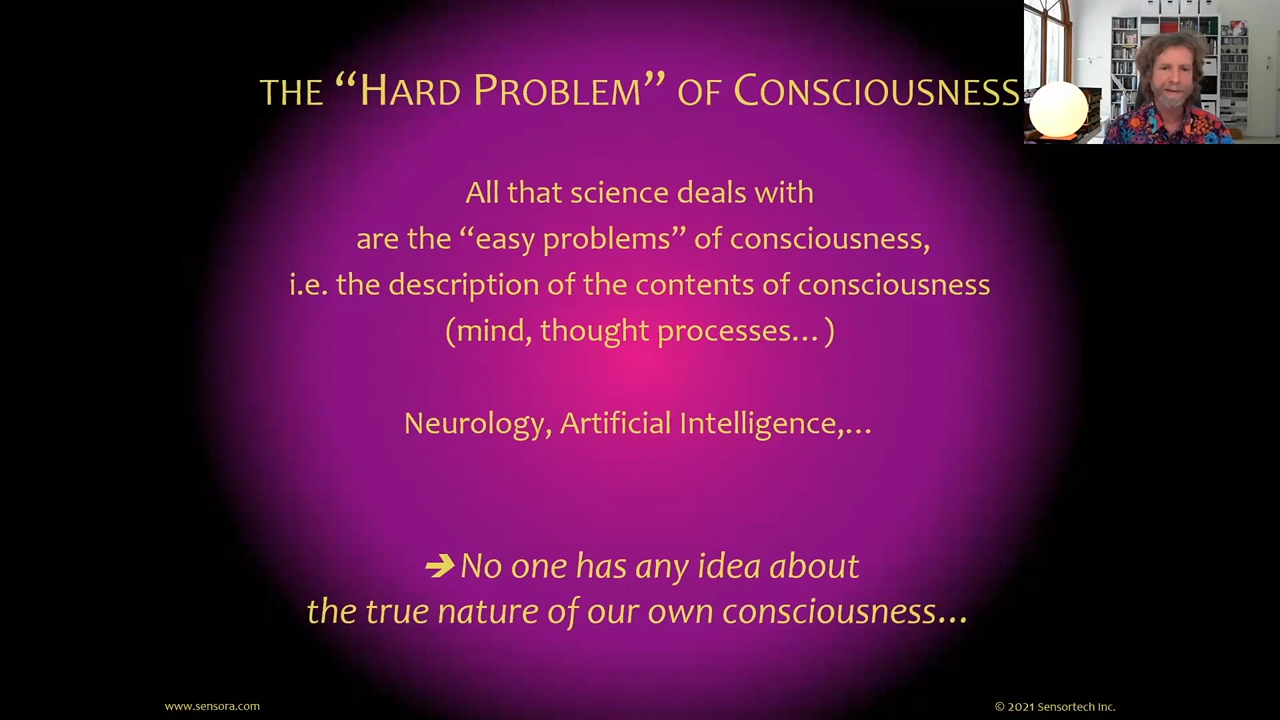 THE “HARD PROBLEM” OF CONSCIOUSNESS
All that science deals with
are the “easy problems” of consciousness,
i.e. the description of the contents of consciousness
(mind, thought processes… )
Neurology, Artificial Intelligence,…
➔ No one has any idea about
the true nature of our own consciousness…
www.sensora.com
© 2021 Sensortech Inc.